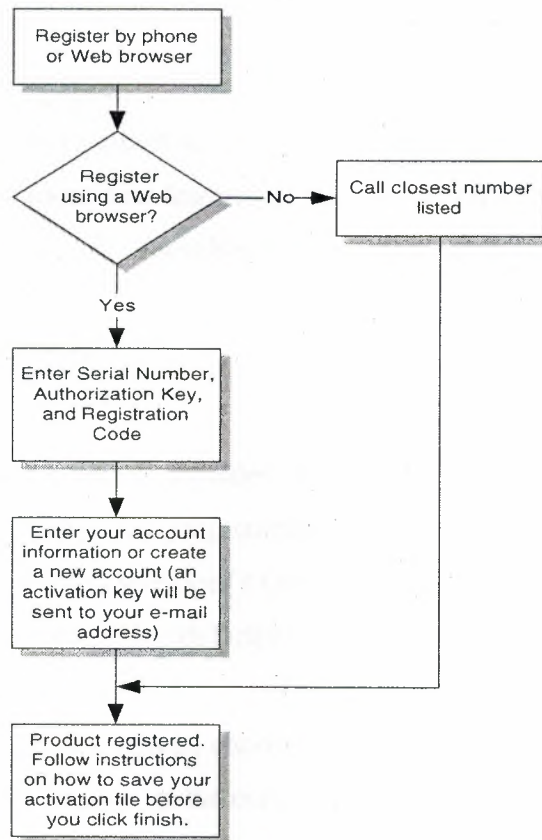 Register by phone
or Web browser
Register
using a Web
browser?
No
Call closest number
listed
Yes
Enter Serial Number,
Authorization Key,
and Registration
Code
Enter your account
information or create
a new account (an
activation key will be
sent to your e-mail
address)
Product registered.
Follow instructions
on how to save your
activation file before
you click finish.